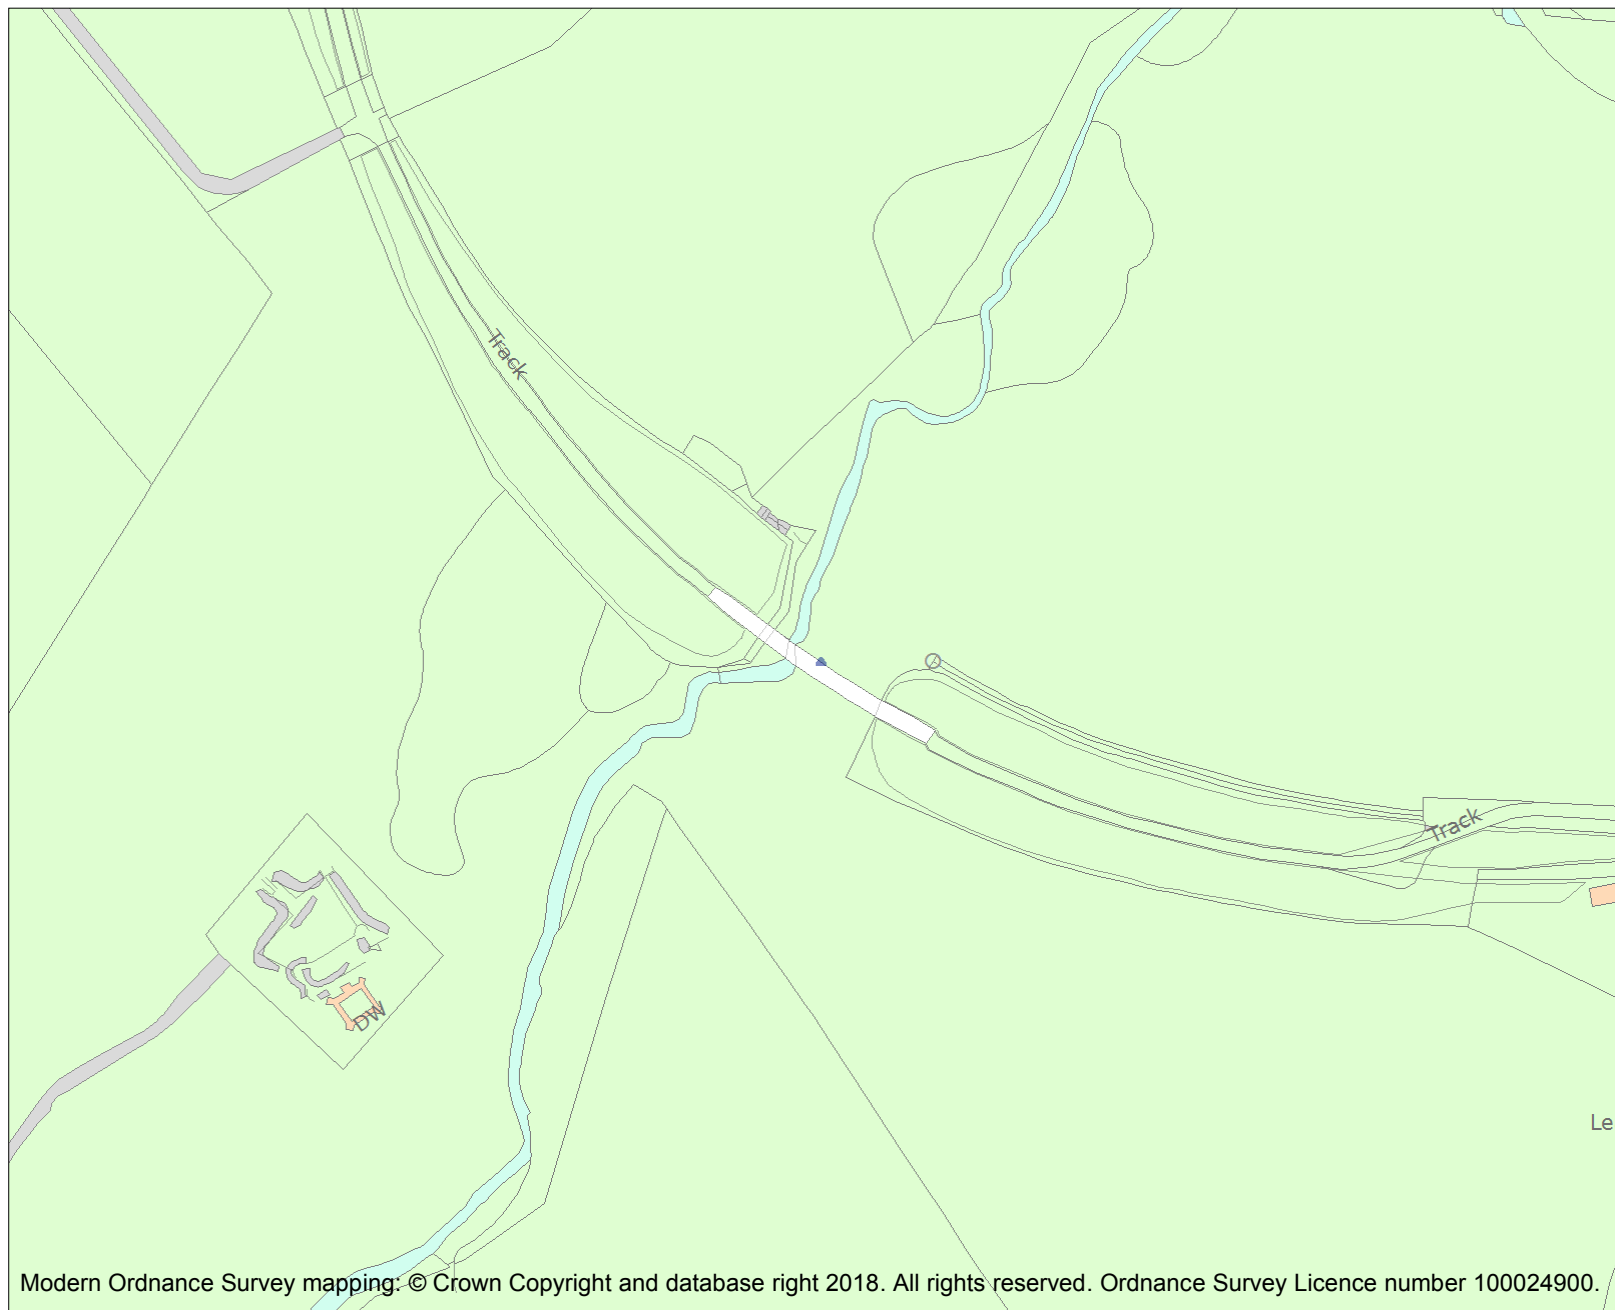 Track
Track
DW
Le
Modern Ordnance Survey mapping: © Crown Copyright and database right 2018. All rights reserved. Ordnance Survey Licence number 100024900.